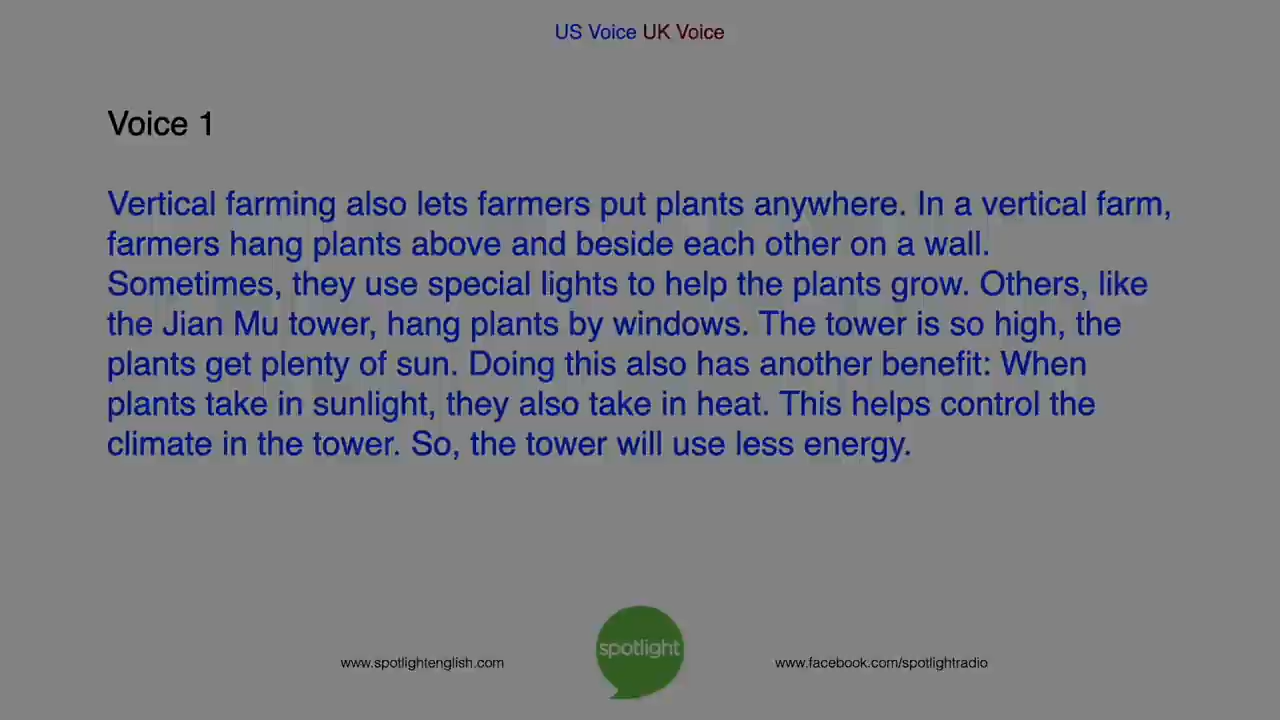 US Voice UK Voice
Voice 1
Vertical farming also lets farmers put plants anywhere. In a vertical farm,
farmers hang plants above and beside each other on a wall.
Sometimes, they use special lights to help the plants grow. Others, like
the Jian Mu tower, hang plants by windows. The tower is so high, the
plants get plenty of sun. Doing this also has another benefit: When
plants take in sunlight, they also take in heat. This helps control the
climate in the tower. So, the tower will use less energy.
spotlight
www.spotlightenglish.com
www.facebook.com/spotlightradio